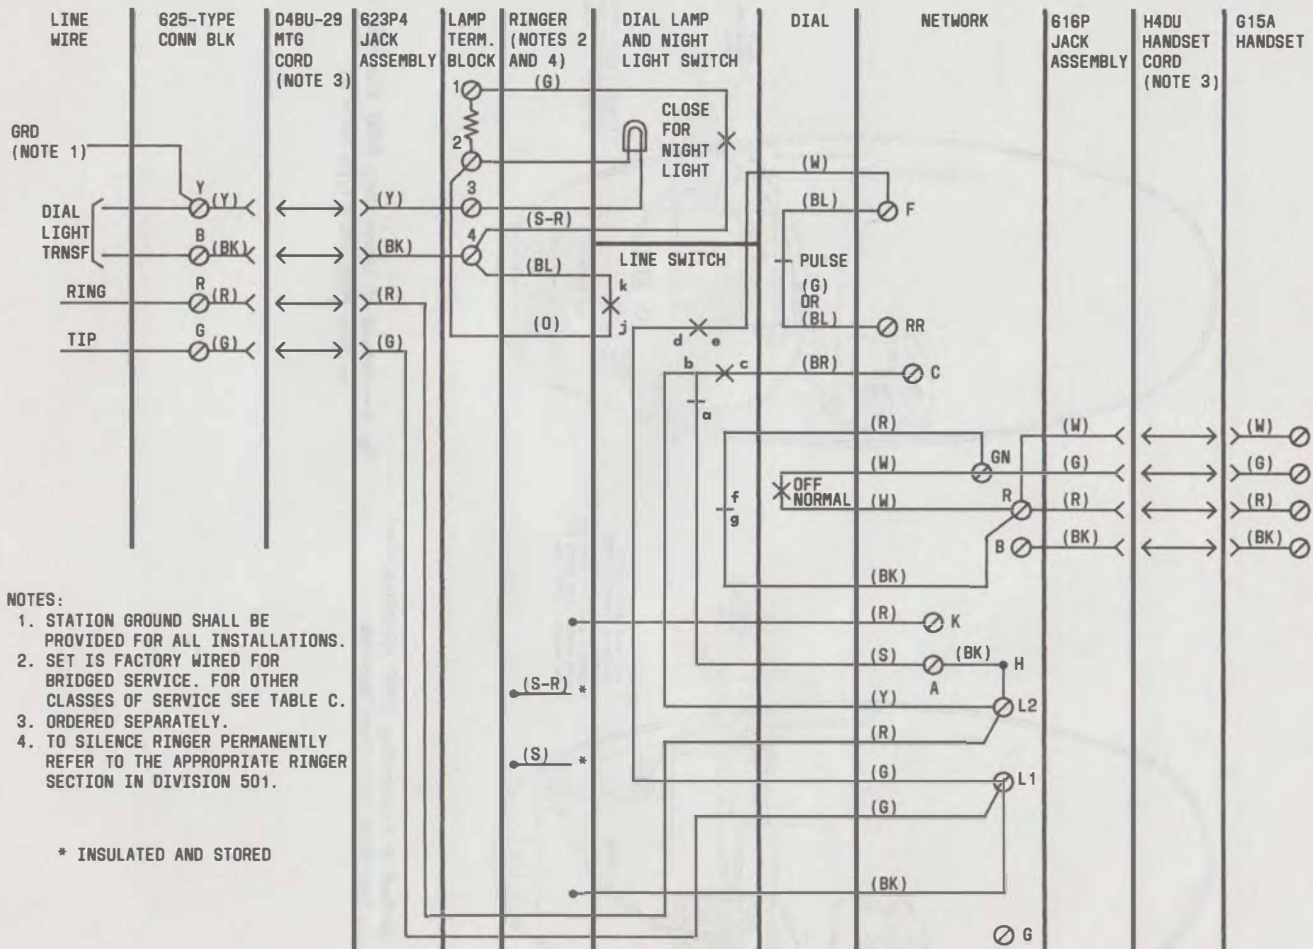 LINE WIRE
625-TYPE CONN BLK
D4BU-29 MTG CORD (NOTE 3)
623P4 JACK ASSEMBLY
LAMP TERM. BLOCK
RINGER (NOTES 2 AND 4)
DIAL LAMP AND NIGHT LIGHT SWITCH
DIAL
NETWORK
616P JACK ASSEMBLY
H4DU HANDSET CORD (NOTE 3)
G15A HANDSET
1
(G)
CLOSE FOR NIGHT LIGHT
GRD (NOTE 1)
2
(W)
Y
(Y)
(Y)
3
(BL)
F
DIAL LIGHT TRNSF
(S-R)
B
(BK)
(BK)
4
LINE SWITCH
PULSE
(BL)
k
(G) OR (BL)
RING
R
(R)
(R)
j
(O)
d
e
RR
TIP
G
(G)
(G)
b
c
(BR)
C
a
(R)
(W)
(W)
(W)
GN
(G)
(G)
OFF NORMAL
f
g
(W)
R
(R)
(R)
B
(BK)
(BK)
(BK)
(R)
K
(S)
A
(BK)
H
(S-R) *
(Y)
L2
(R)
(S) *
(G)
L1
(G)
(BK)
G
NOTES:
1. STATION GROUND SHALL BE
PROVIDED FOR ALL INSTALLATIONS.
2. SET IS FACTORY WIRED FOR
BRIDGED SERVICE. FOR OTHER
CLASSES OF SERVICE SEE TABLE C.
3. ORDERED SEPARATELY.
4. TO SILENCE RINGER PERMANENTLY
REFER TO THE APPROPRIATE RINGER
SECTION IN DIVISION 501.
* INSULATED AND STORED